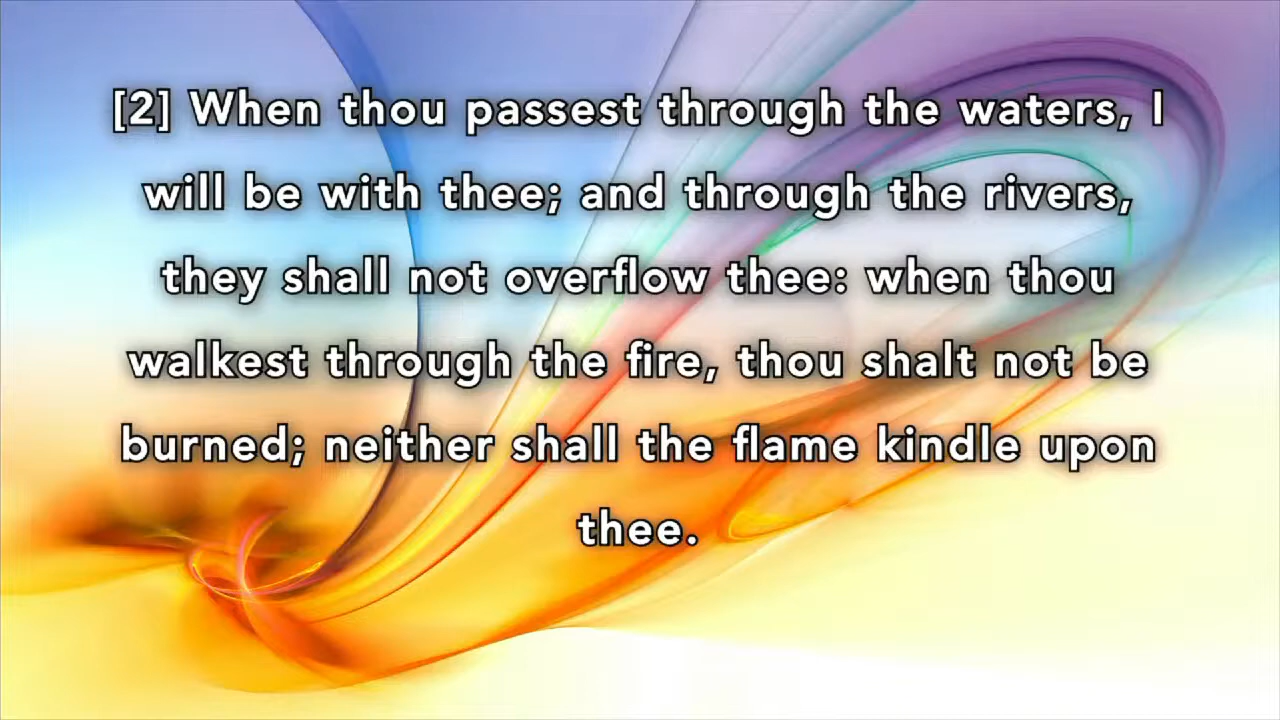 [2] When thou passest through the waters, I
will be with thee; and through the rivers,
they shall not overflow thee: when thou
walkest through the fire, thou shalt not be
burned; neither shall the flame kindle upon
thee.